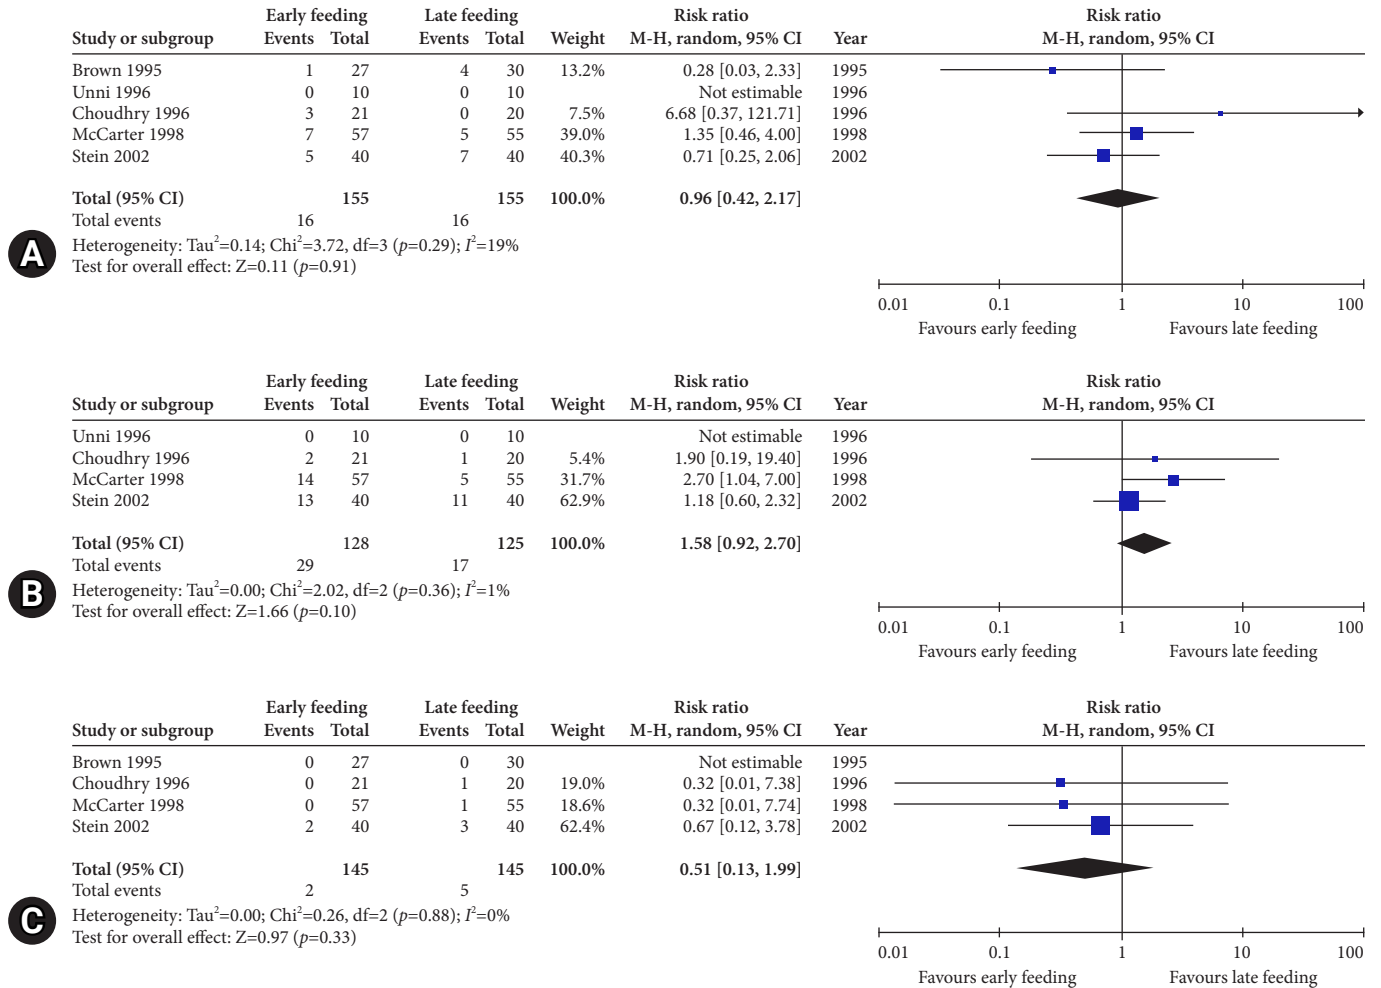 Early feeding Late feeding Risk ratio Risk ratio
Study or subgroup Events Total Events Total Weight M-H, random, 95% CI Year M-H, random, 95% CI
Brown 1995 1 27 4 30 13.2% 0.28 [0.03, 2.33] 1995
Unni 1996 0 10 0 10 Not estimable 1996
Choudhry 1996 3 21 0 20 7.5% 6.68 [0.37, 121.71] 1996
McCarter 1998 7 57 5 55 39.0% 1.35 [0.46, 4.00] 1998
Stein 2002 5 40 7 40 40.3% 0.71 [0.25, 2.06] 2002
Total (95% CI) 155 155 100.0% 0.96 [0.42, 2.17]
Total events 16 16
A
Heterogeneity: Tau²=0.14; Chi²=3.72, df=3 (p=0.29); I²=19%
Test for overall effect: Z=0.11 (p=0.91)
0.01 0.1 1 10 100
Favours early feeding Favours late feeding
Early feeding Late feeding Risk ratio Risk ratio
Study or subgroup Events Total Events Total Weight M-H, random, 95% CI Year M-H, random, 95% CI
Unni 1996 0 10 0 10 Not estimable 1996
Choudhry 1996 2 21 1 20 5.4% 1.90 [0.19, 19.40] 1996
McCarter 1998 14 57 5 55 31.7% 2.70 [1.04, 7.00] 1998
Stein 2002 13 40 11 40 62.9% 1.18 [0.60, 2.32] 2002
Total (95% CI) 128 125 100.0% 1.58 [0.92, 2.70]
Total events 29 17
B
Heterogeneity: Tau²=0.00; Chi²=2.02, df=2 (p=0.36); I²=1%
Test for overall effect: Z=1.66 (p=0.10)
0.01 0.1 1 10 100
Favours early feeding Favours late feeding
Early feeding Late feeding Risk ratio Risk ratio
Study or subgroup Events Total Events Total Weight M-H, random, 95% CI Year M-H, random, 95% CI
Brown 1995 0 27 0 30 Not estimable 1995
Choudhry 1996 0 21 1 20 19.0% 0.32 [0.01, 7.38] 1996
McCarter 1998 0 57 1 55 18.6% 0.32 [0.01, 7.74] 1998
Stein 2002 2 40 3 40 62.4% 0.67 [0.12, 3.78] 2002
Total (95% CI) 145 145 100.0% 0.51 [0.13, 1.99]
Total events 2 5
C
Heterogeneity: Tau²=0.00; Chi²=0.26, df=2 (p=0.88); I²=0%
Test for overall effect: Z=0.97 (p=0.33)
0.01 0.1 1 10 100
Favours early feeding Favours late feeding